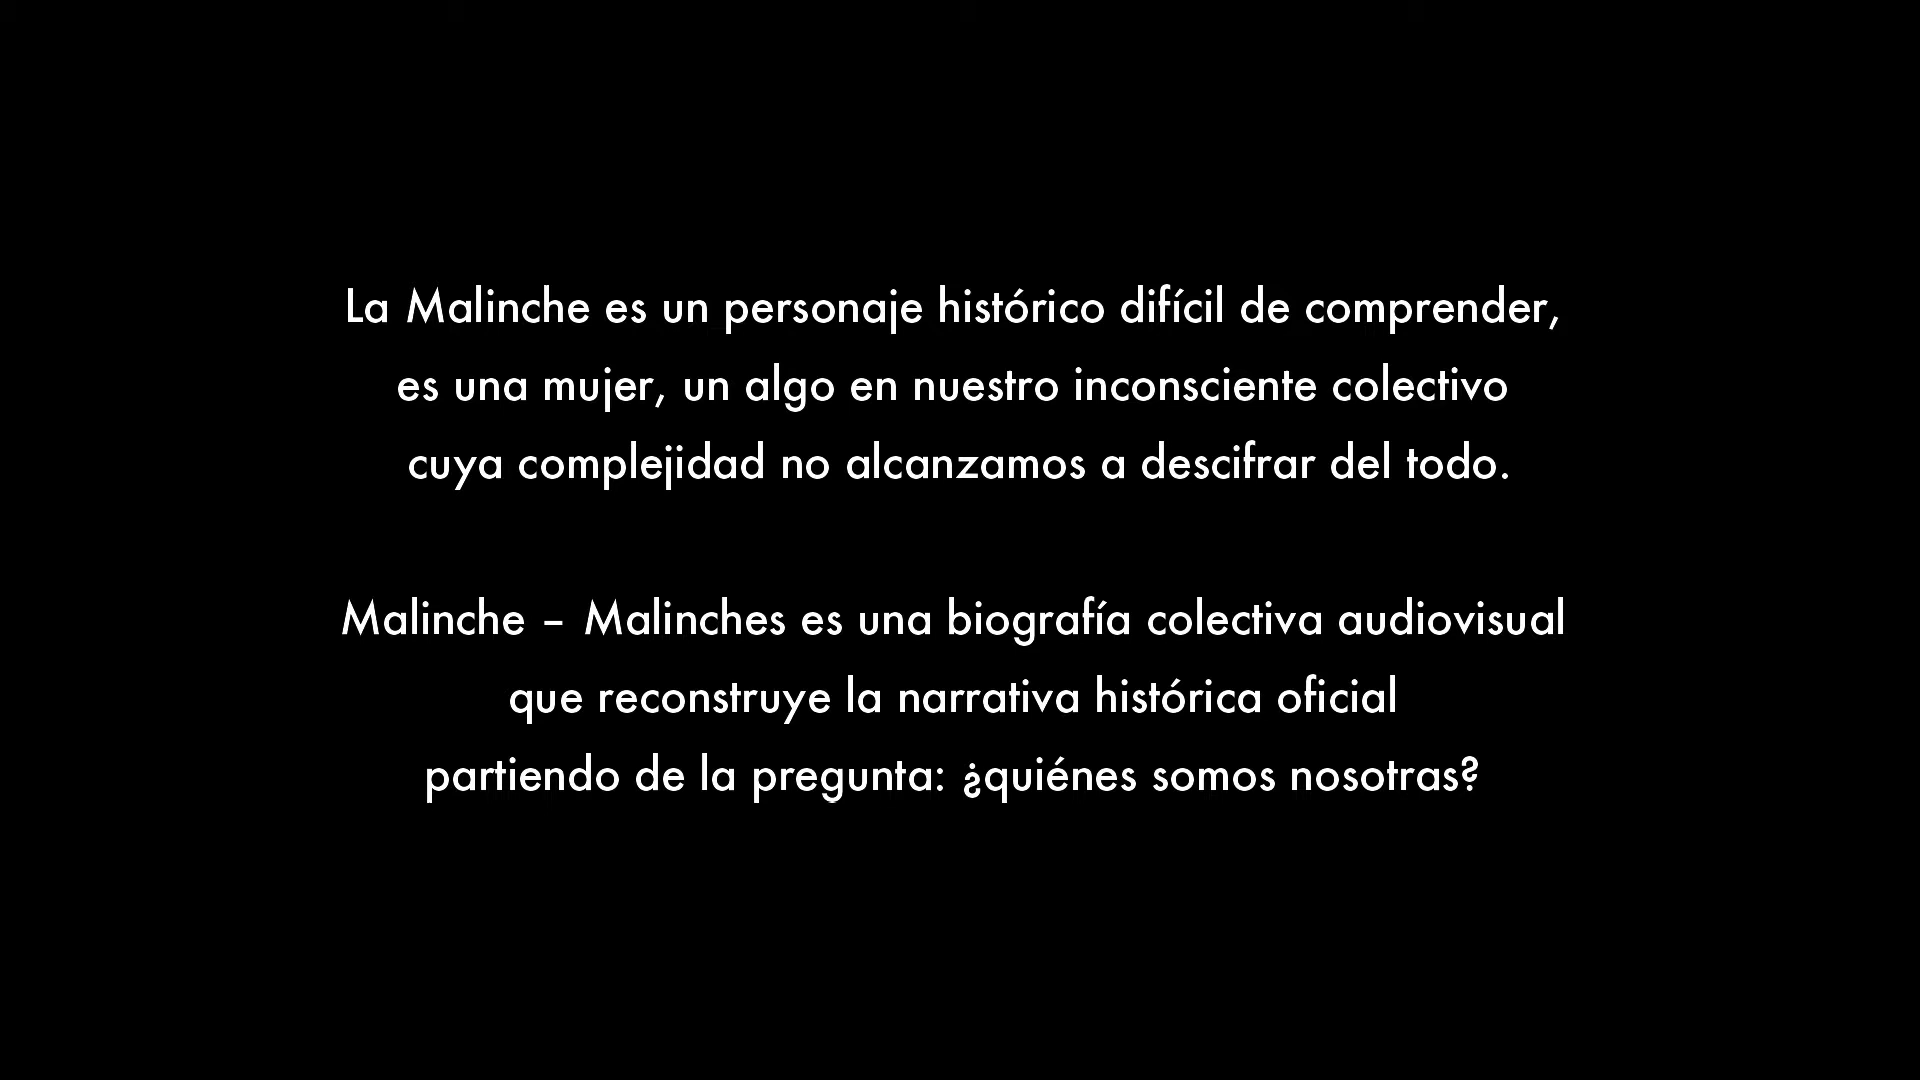 La Malinche es un personaje histórico difícil de comprender,
es una mujer, un algo en nuestro inconsciente colectivo
cuya complejidad no alcanzamos a descifrar del todo.
Malinche – Malinches es una biografía colectiva audiovisual
que reconstruye la narrativa histórica oficial
partiendo de la pregunta: ¿quiénes somos nosotras?